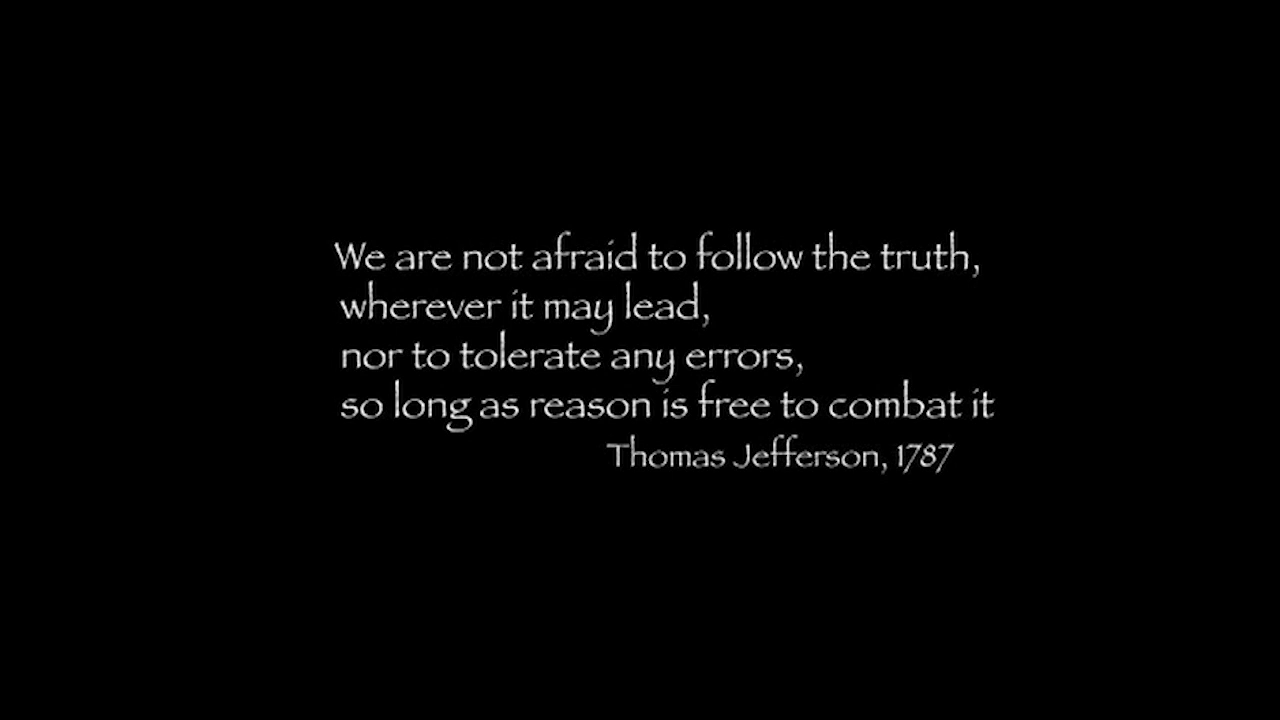 We are not afraid to follow the truth,
wherever it may lead,
nor to tolerate any errors,
so long as reason is free to combat it
Thomas Jefferson, 1787